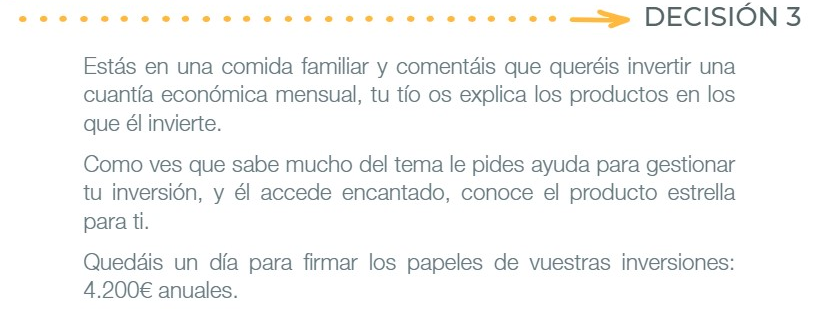 DECISIÓN 3
Estás en una comida familiar y comentáis que queréis invertir una
cuantía económica mensual, tu tío os explica los productos en los
que él invierte.
Como ves que sabe mucho del tema le pides ayuda para gestionar
tu inversión, y él accede encantado, conoce el producto estrella
para ti.
Quedáis un día para firmar los papeles de vuestras inversiones:
4.200€ anuales.